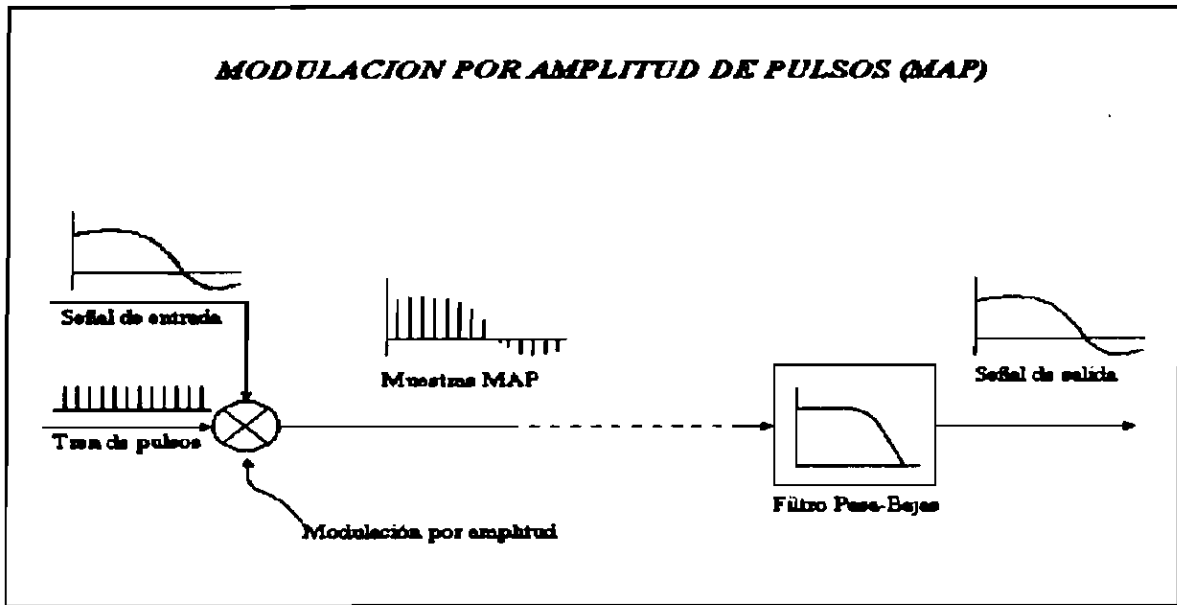 MODULACION POR AMPLITUD DE PULSOS (MAP)
Señal de entrada
Muestras MAP
Señal de salida
Tren de pulsos
Filtro Pasa-Bajas
Modulación por amplitud